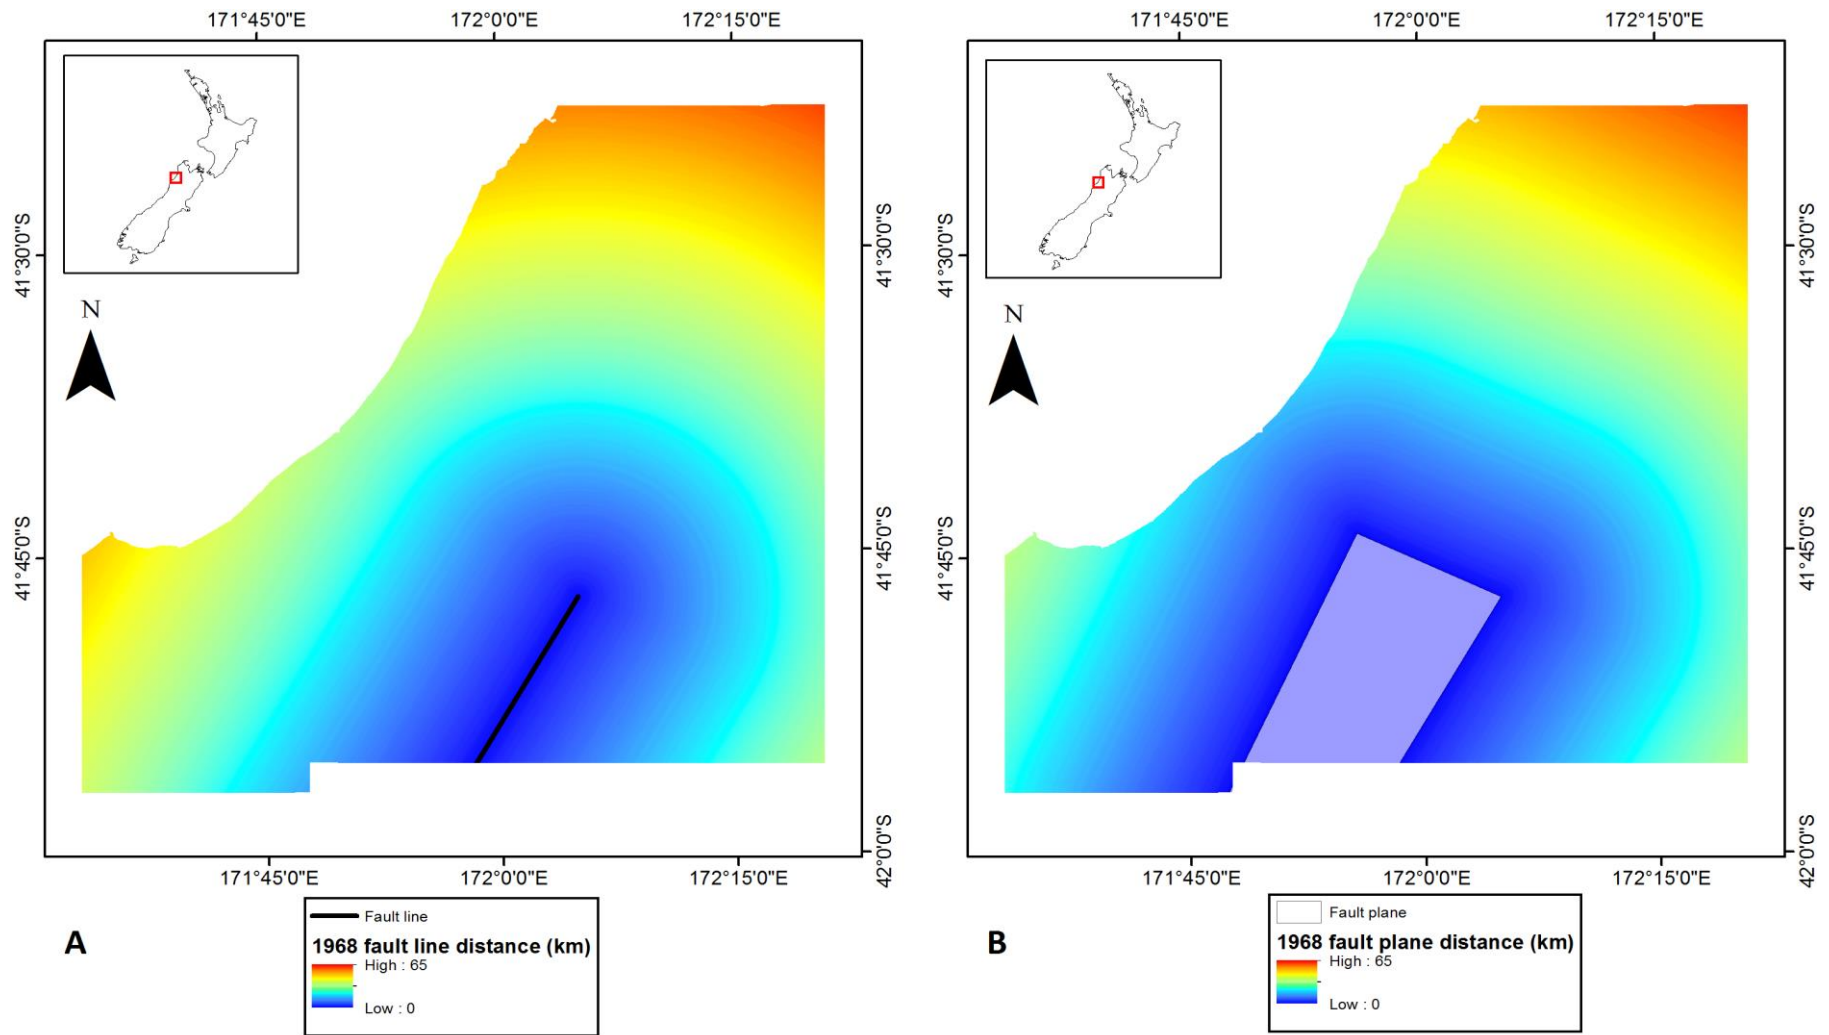 171°45'0"E 172°0'0"E 172°15'0"E
41°30'0"S
41°30'0"S
N
41°45'0"S
41°45'0"S
42°0'0"S
171°45'0"E 172°0'0"E 172°15'0"E
Fault line
1968 fault line distance (km)
High : 65
Low : 0
A
171°45'0"E 172°0'0"E 172°15'0"E
41°30'0"S
41°30'0"S
N
41°45'0"S
41°45'0"S
42°0'0"S
171°45'0"E 172°0'0"E 172°15'0"E
Fault plane
1968 fault plane distance (km)
High : 65
Low : 0
B